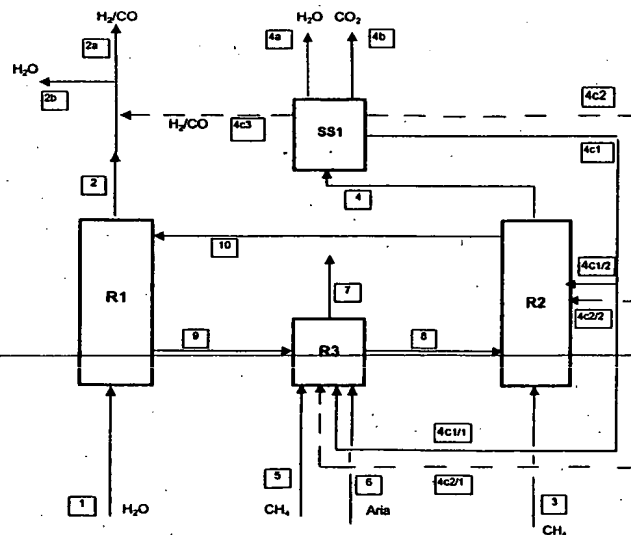 H₂/CO
2a
H₂O
2b
H₂O CO₂
4a
4b
4c2
H₂/CO
4c3
SS1
4c1
2
4
10
R1
7
R2
4c1/2
4c2/2
9
R3
8
4c1/1
5
6
4c2/1
1
H₂O
CH₄
Aria
3
CH₄